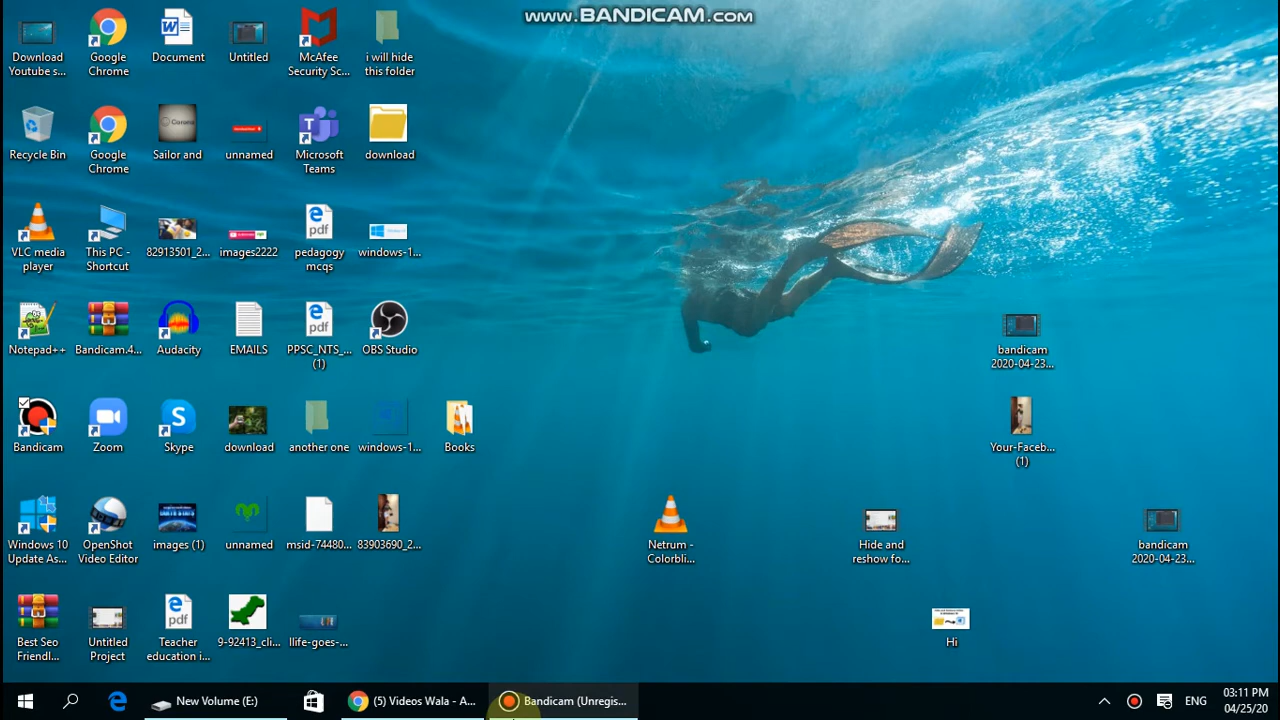 www.BANDICAM.com
Download
Youtube s...
Google
Chrome
Document
Untitled
McAfee
Security Sc...
i will hide
this folder
Recycle Bin
Google
Chrome
Sailor and
unnamed
Microsoft
Teams
download
VLC media
player
This PC -
Shortcut
82913501_2...
images2222
pedagogy
mcqs
windows-1...
Notepad++
Bandicam.4...
Audacity
EMAILS
PPSC_NTS_...
(1)
OBS Studio
bandicam
2020-04-23...
Bandicam
Zoom
Skype
download
another one
windows-1...
Books
Your-Faceb...
(1)
Windows 10
Update As...
OpenShot
Video Editor
images (1)
unnamed
msid-74480...
83903690_2...
Netrum -
Colorbli...
Hide and
reshow fo...
bandicam
2020-04-23...
Best Seo
Friendl...
Untitled
Project
Teacher
education i...
9-92413_cli...
llife-goes-...
Hi
New Volume (E:)
(5) Videos Wala - A...
Bandicam (Unregis...
ENG
03:11 PM
04/25/20